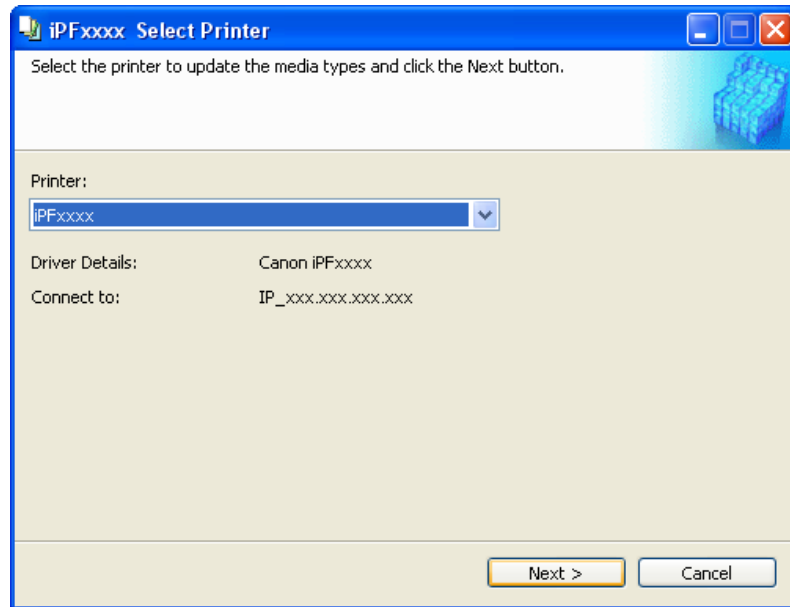 iPFxxxx Select Printer
Select the printer to update the media types and click the Next button.
Printer:
iPFxxxx
Driver Details: Canon iPFxxxx
Connect to: IP_xxx.xxx.xxx.xxx
Next > Cancel